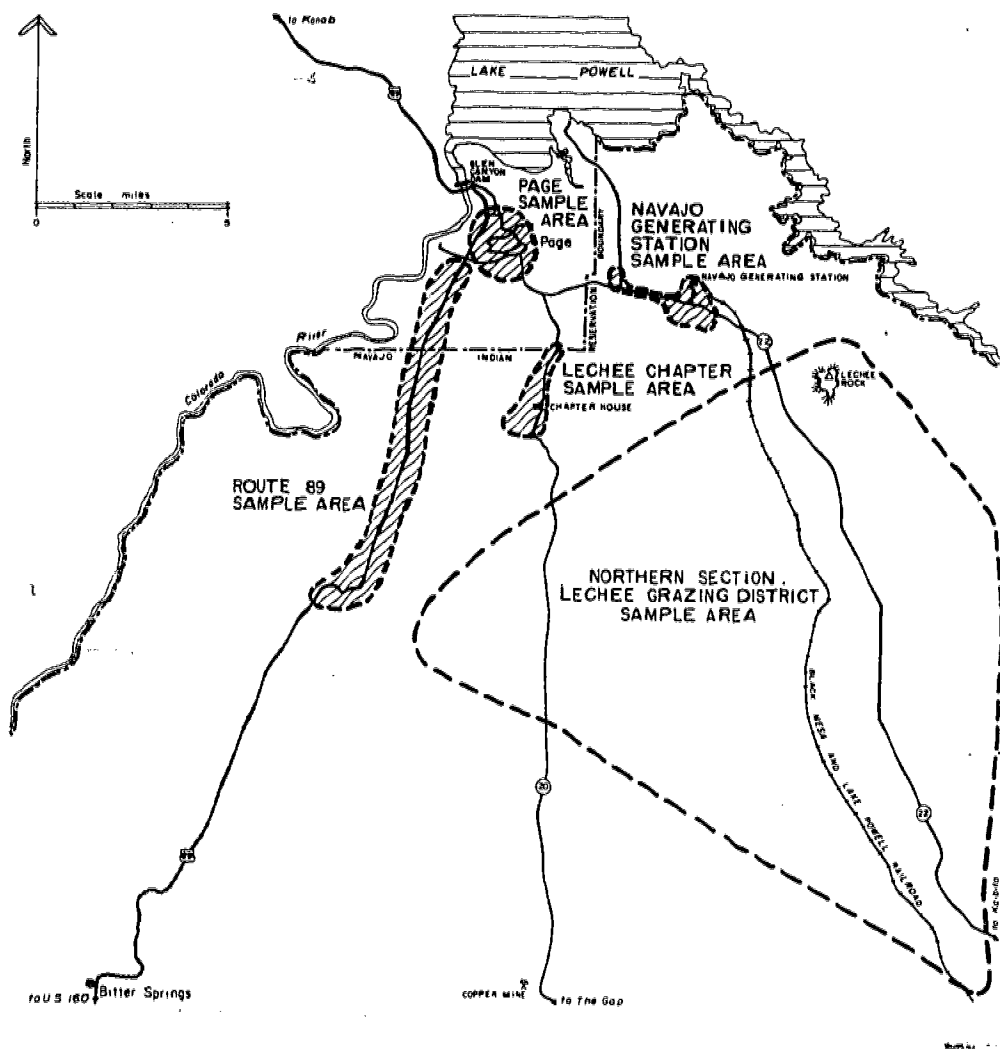 to Kanab
89
LAKE POWELL
North
Scale miles
0 5
GLEN
CANYON
DAM
PAGE
SAMPLE
AREA
Page
BOUNDARY
RESERVATION
NAVAJO
GENERATING
STATION
SAMPLE AREA
NAVAJO GENERATING STATION
River
Colorado
NAVAJO INDIAN
22
LECHEE CHAPTER
SAMPLE AREA
CHAPTER HOUSE
LECHEE
ROCK
ROUTE 89
SAMPLE AREA
NORTHERN SECTION,
LECHEE GRAZING DISTRICT
SAMPLE AREA
BLACK MESA AND LAKE POWELL RAILROAD
20
22
89
Bitter Springs
to U S 160
COPPER MINE
to The Gap